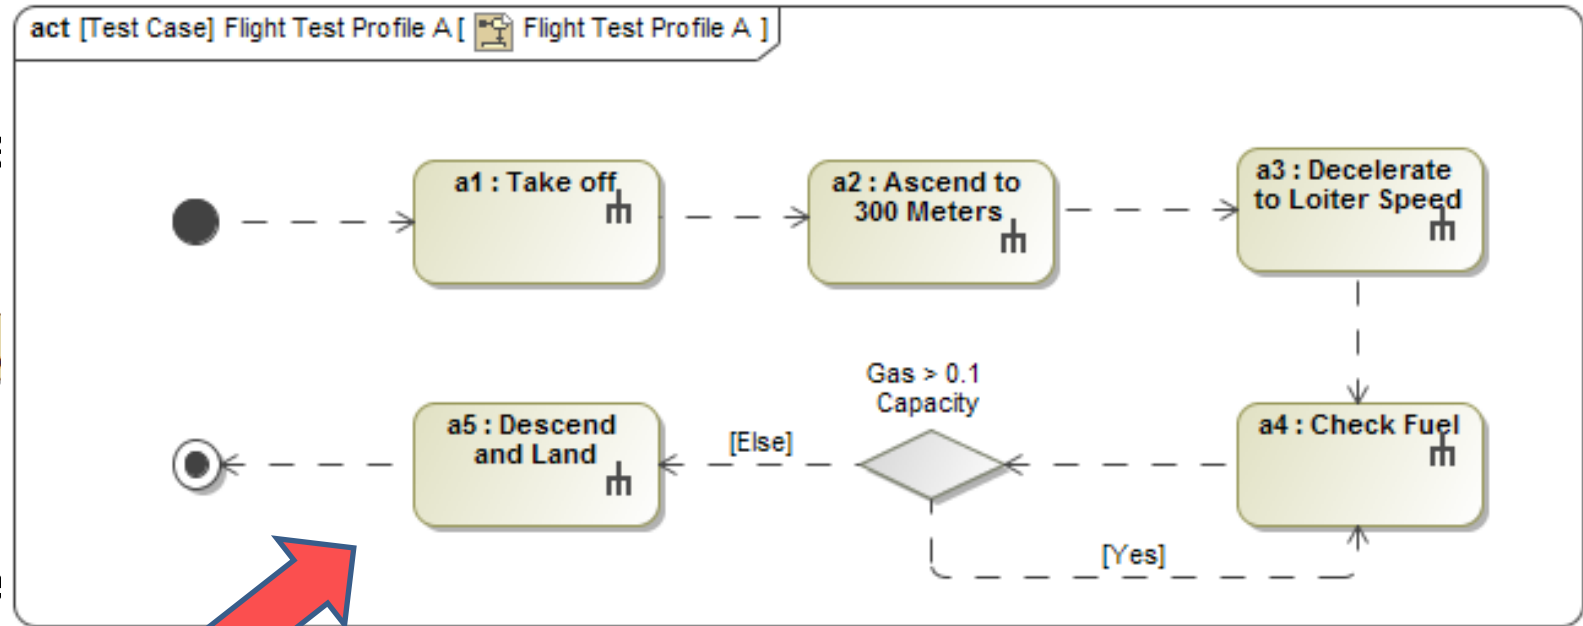 act [Test Case] Flight Test Profile A [ Flight Test Profile A ]
a1 : Take off
a2 : Ascend to
300 Meters
a3 : Decelerate
to Loiter Speed
Gas > 0.1
Capacity
a5 : Descend
and Land
[Else]
a4 : Check Fuel
[Yes]